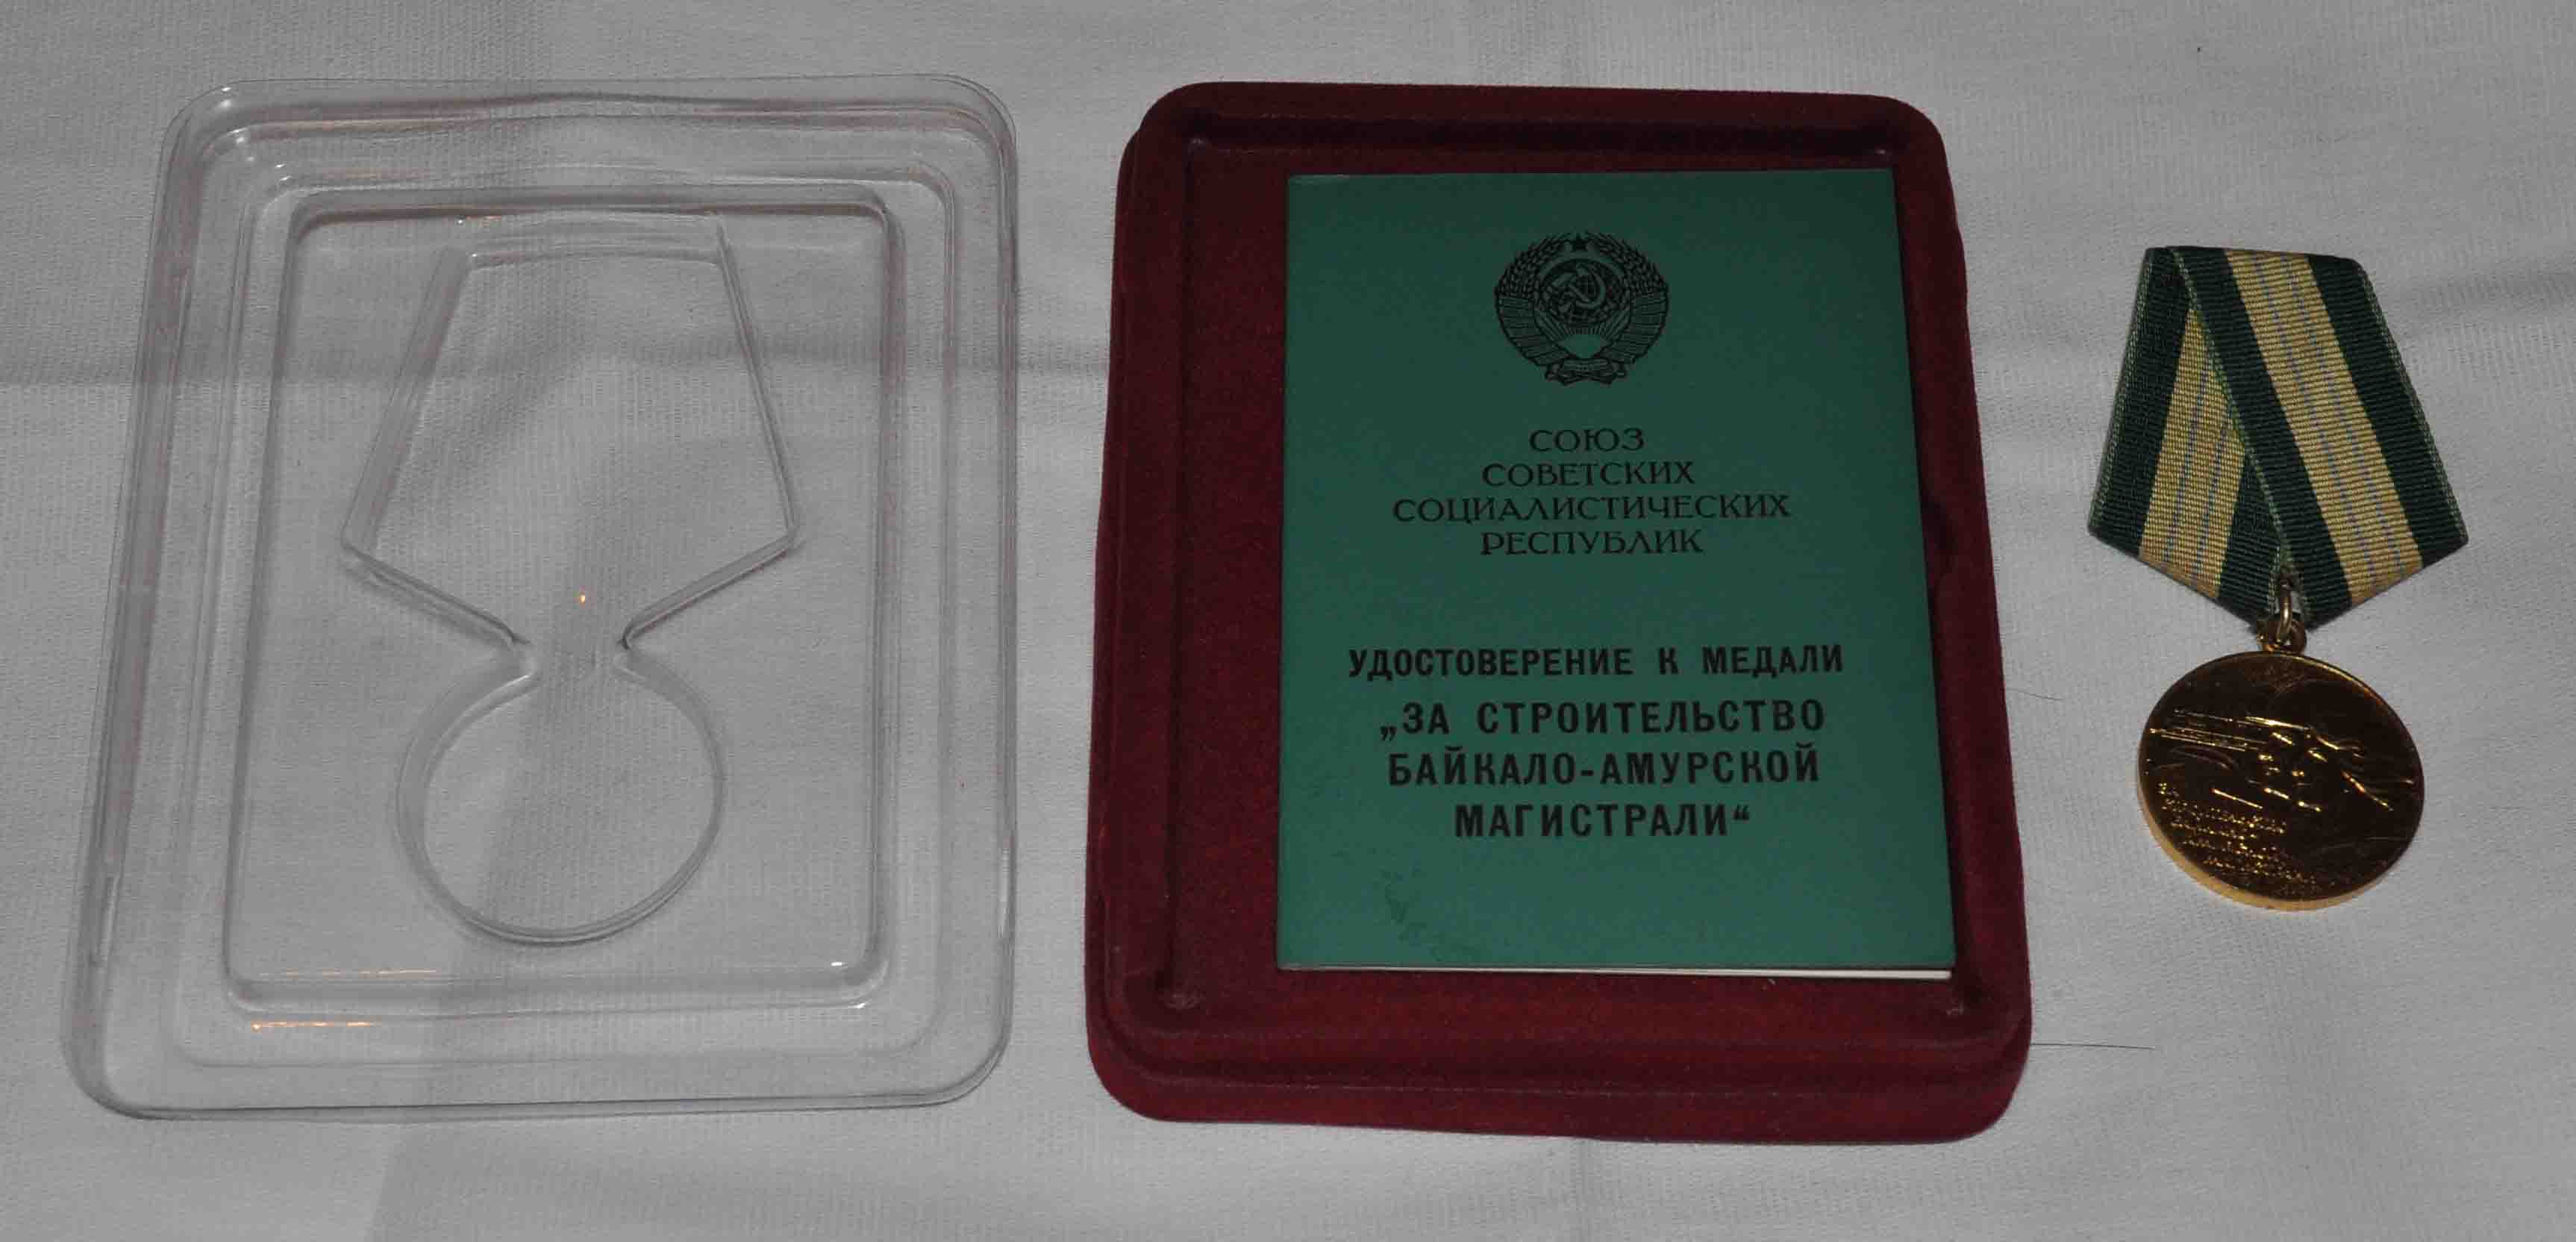 СОЮЗ
СОВЕТСКИХ
СОЦИАЛИСТИЧЕСКИХ
РЕСПУБЛИК
УДОСТОВЕРЕНИЕ К МЕДАЛИ
„ЗА СТРОИТЕЛЬСТВО
БАЙКАЛО-АМУРСКОЙ
МАГИСТРАЛИ“